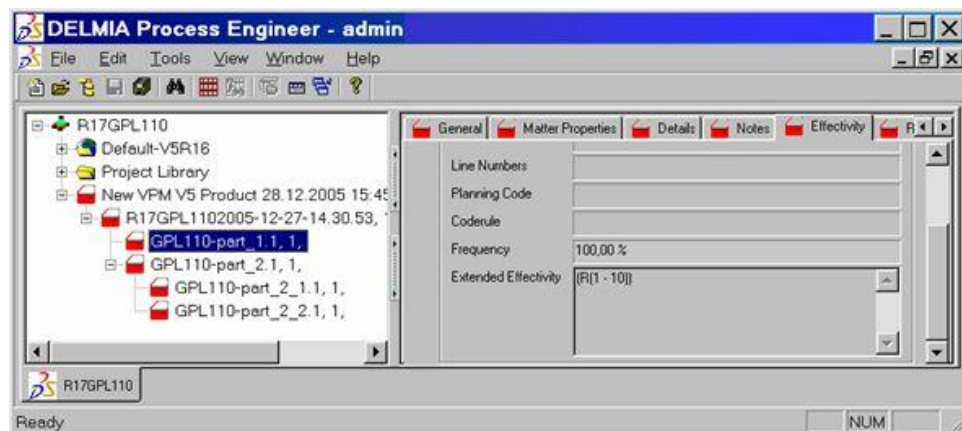 DELMIA Process Engineer - admin
File Edit Tools View Window Help
R17GPL110
Default-V5R16
Project Library
New VPM V5 Product 28.12.2005 15:45
R17GPL1102005-12-27-14.30.53,
GPL110-part_1.1, 1,
GPL110-part_2.1, 1,
GPL110-part_2_1.1, 1,
GPL110-part_2_2.1, 1,
General Matter Properties Details Notes Effectivity R
Line Numbers
Planning Code
Coderule
Frequency 100,00 %
Extended Effectivity ((R(1 - 10))
R17GPL110
Ready NUM